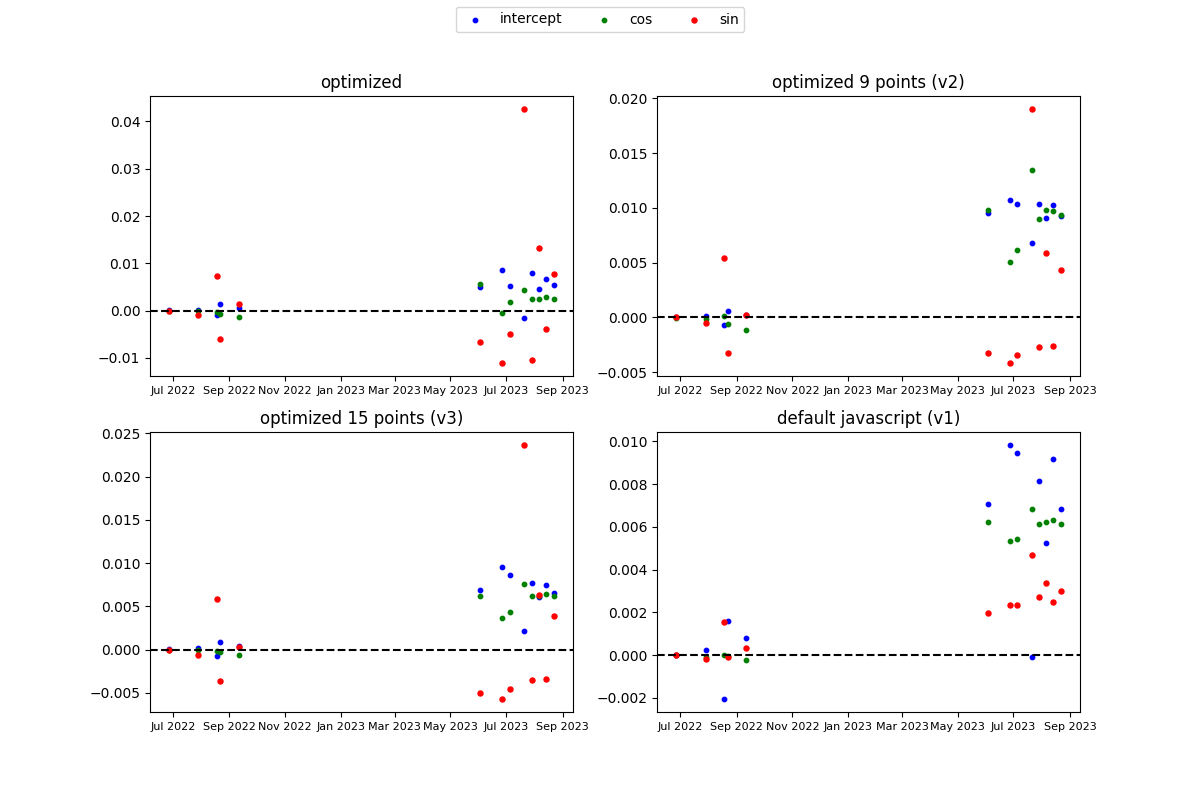 intercept cos sin
optimized
0.04
0.03
0.02
0.01
0.00
−0.01
Jul 2022 Sep 2022 Nov 2022 Jan 2023 Mar 2023 May 2023 Jul 2023 Sep 2023
optimized 9 points (v2)
0.020
0.015
0.010
0.005
0.000
−0.005
Jul 2022 Sep 2022 Nov 2022 Jan 2023 Mar 2023 May 2023 Jul 2023 Sep 2023
optimized 15 points (v3)
0.025
0.020
0.015
0.010
0.005
0.000
−0.005
Jul 2022 Sep 2022 Nov 2022 Jan 2023 Mar 2023 May 2023 Jul 2023 Sep 2023
default javascript (v1)
0.010
0.008
0.006
0.004
0.002
0.000
−0.002
Jul 2022 Sep 2022 Nov 2022 Jan 2023 Mar 2023 May 2023 Jul 2023 Sep 2023